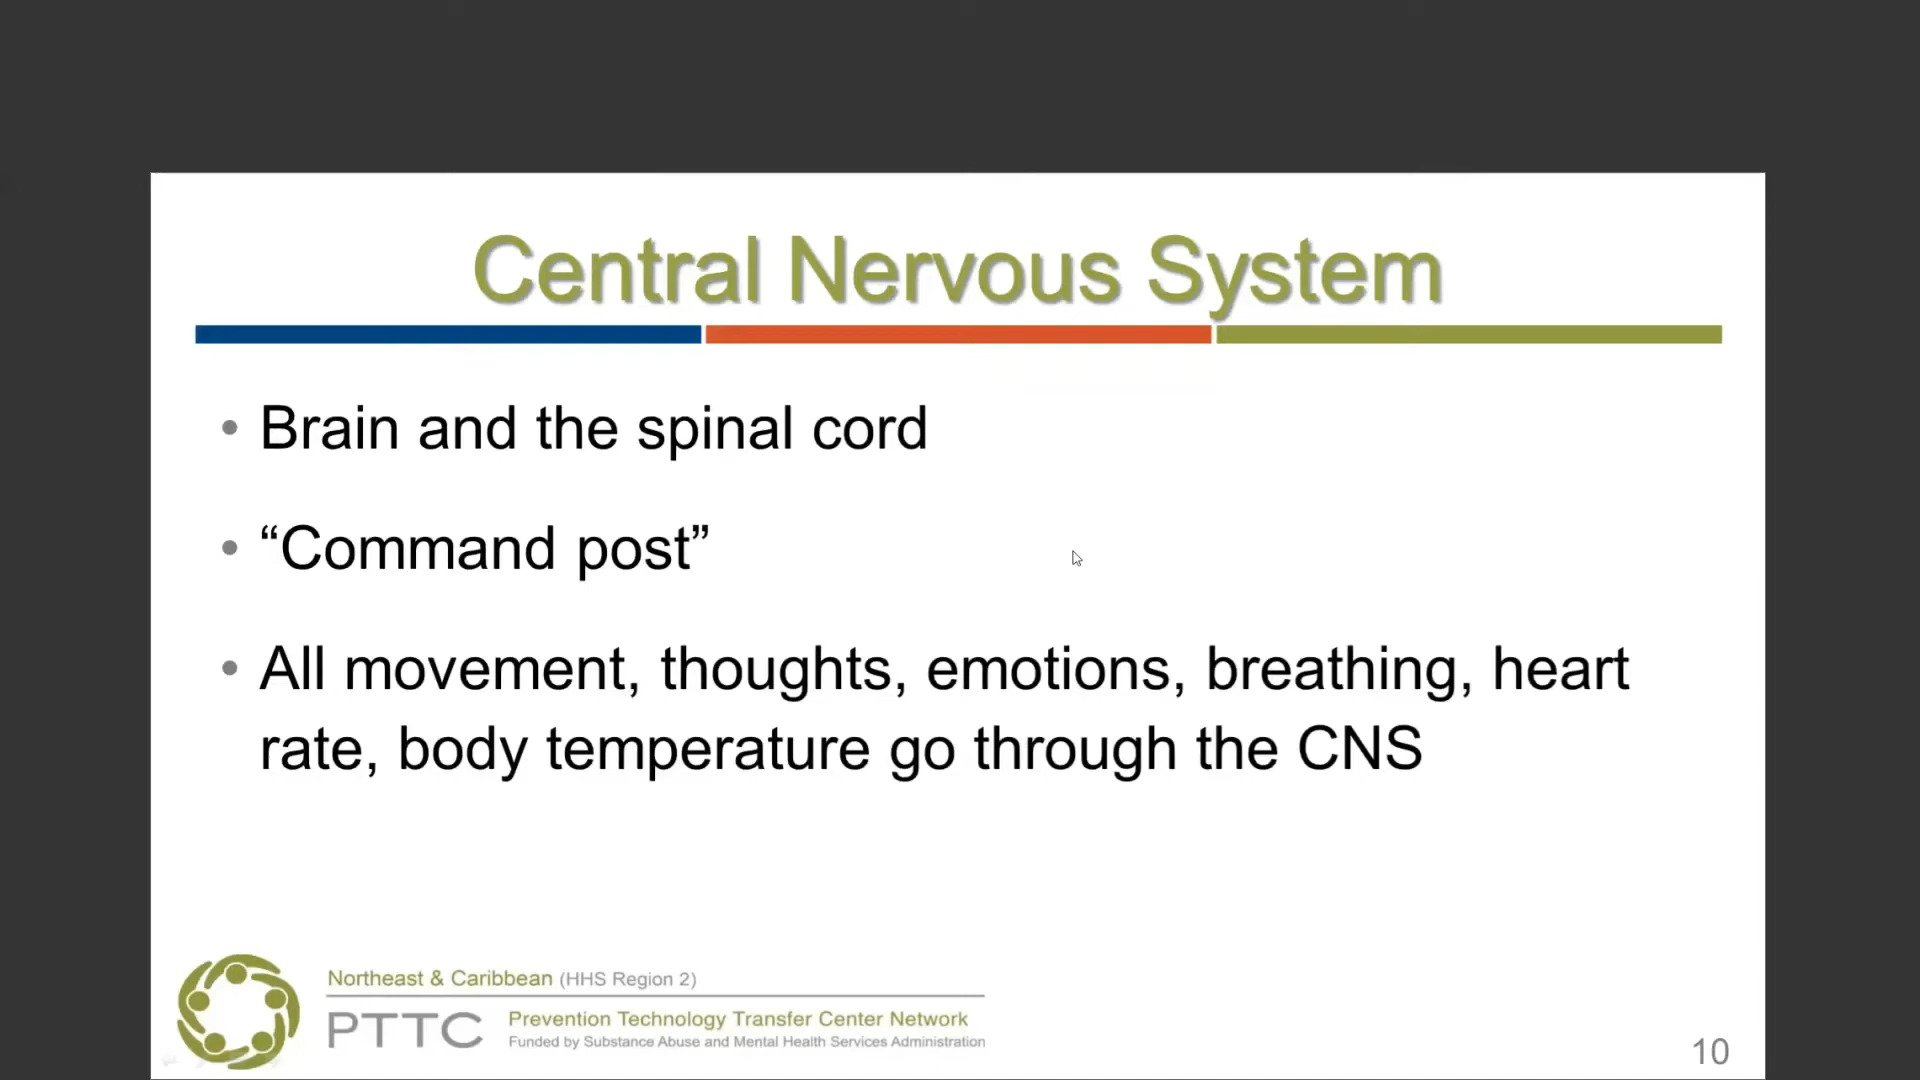 Central Nervous System
• Brain and the spinal cord
• “Command post”
• All movement, thoughts, emotions, breathing, heart
rate, body temperature go through the CNS
Northeast & Caribbean (HHS Region 2)
PTTC
Prevention Technology Transfer Center Network
Funded by Substance Abuse and Mental Health Services Administration
10